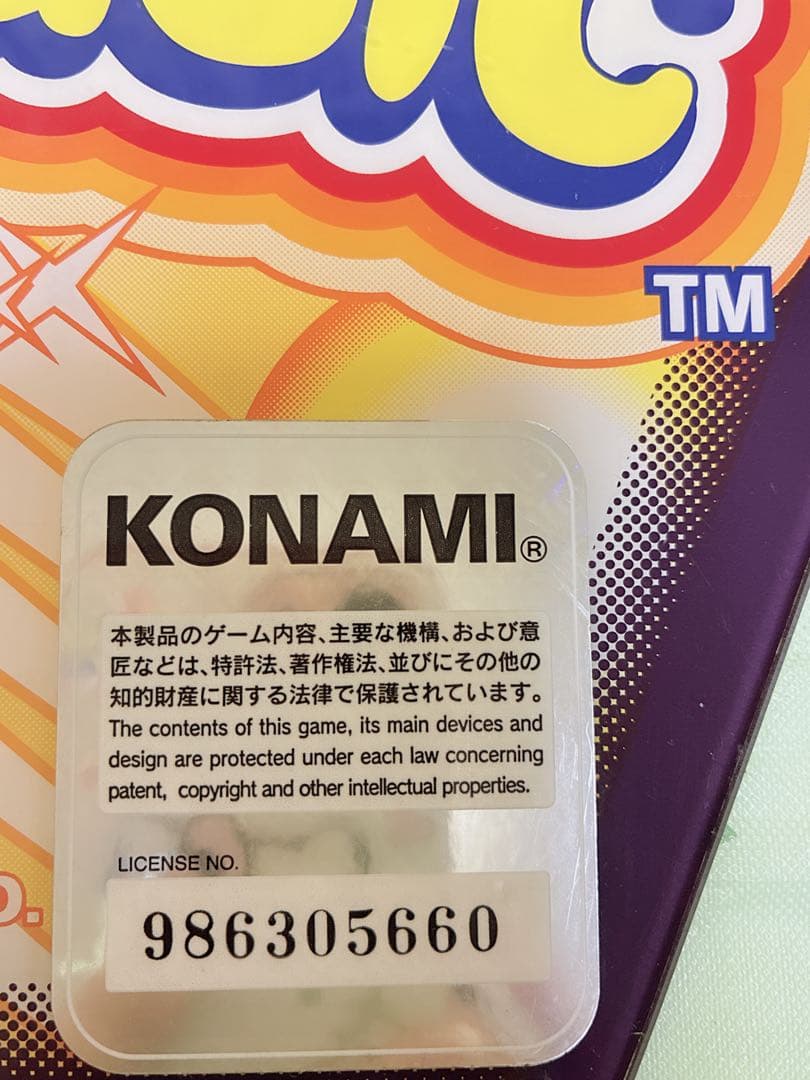 TM
KONAMI®
本製品のゲーム内容、主要な機構、および意
匠などは、特許法、著作権法、並びにその他の
知的財産に関する法律で保護されています。
The contents of this game, its main devices and
design are protected under each law concerning
patent, copyright and other intellectual properties.
LICENSE NO.
986305660